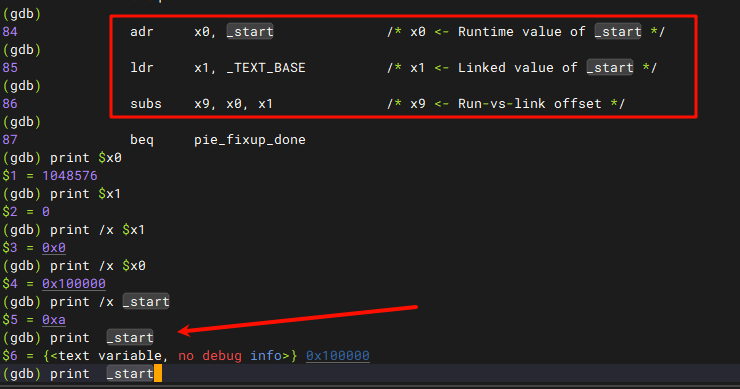 (gdb)
84 adr x0, _start /* x0 <- Runtime value of _start */
(gdb)
85 ldr x1, _TEXT_BASE /* x1 <- Linked value of _start */
(gdb)
86 subs x9, x0, x1 /* x9 <- Run-vs-link offset */
(gdb)
87 beq pie_fixup_done
(gdb) print $x0
$1 = 1048576
(gdb) print $x1
$2 = 0
(gdb) print /x $x1
$3 = 0x0
(gdb) print /x $x0
$4 = 0x100000
(gdb) print /x _start
$5 = 0xa
(gdb) print _start
$6 = {<text variable, no debug info>} 0x100000
(gdb) print _start